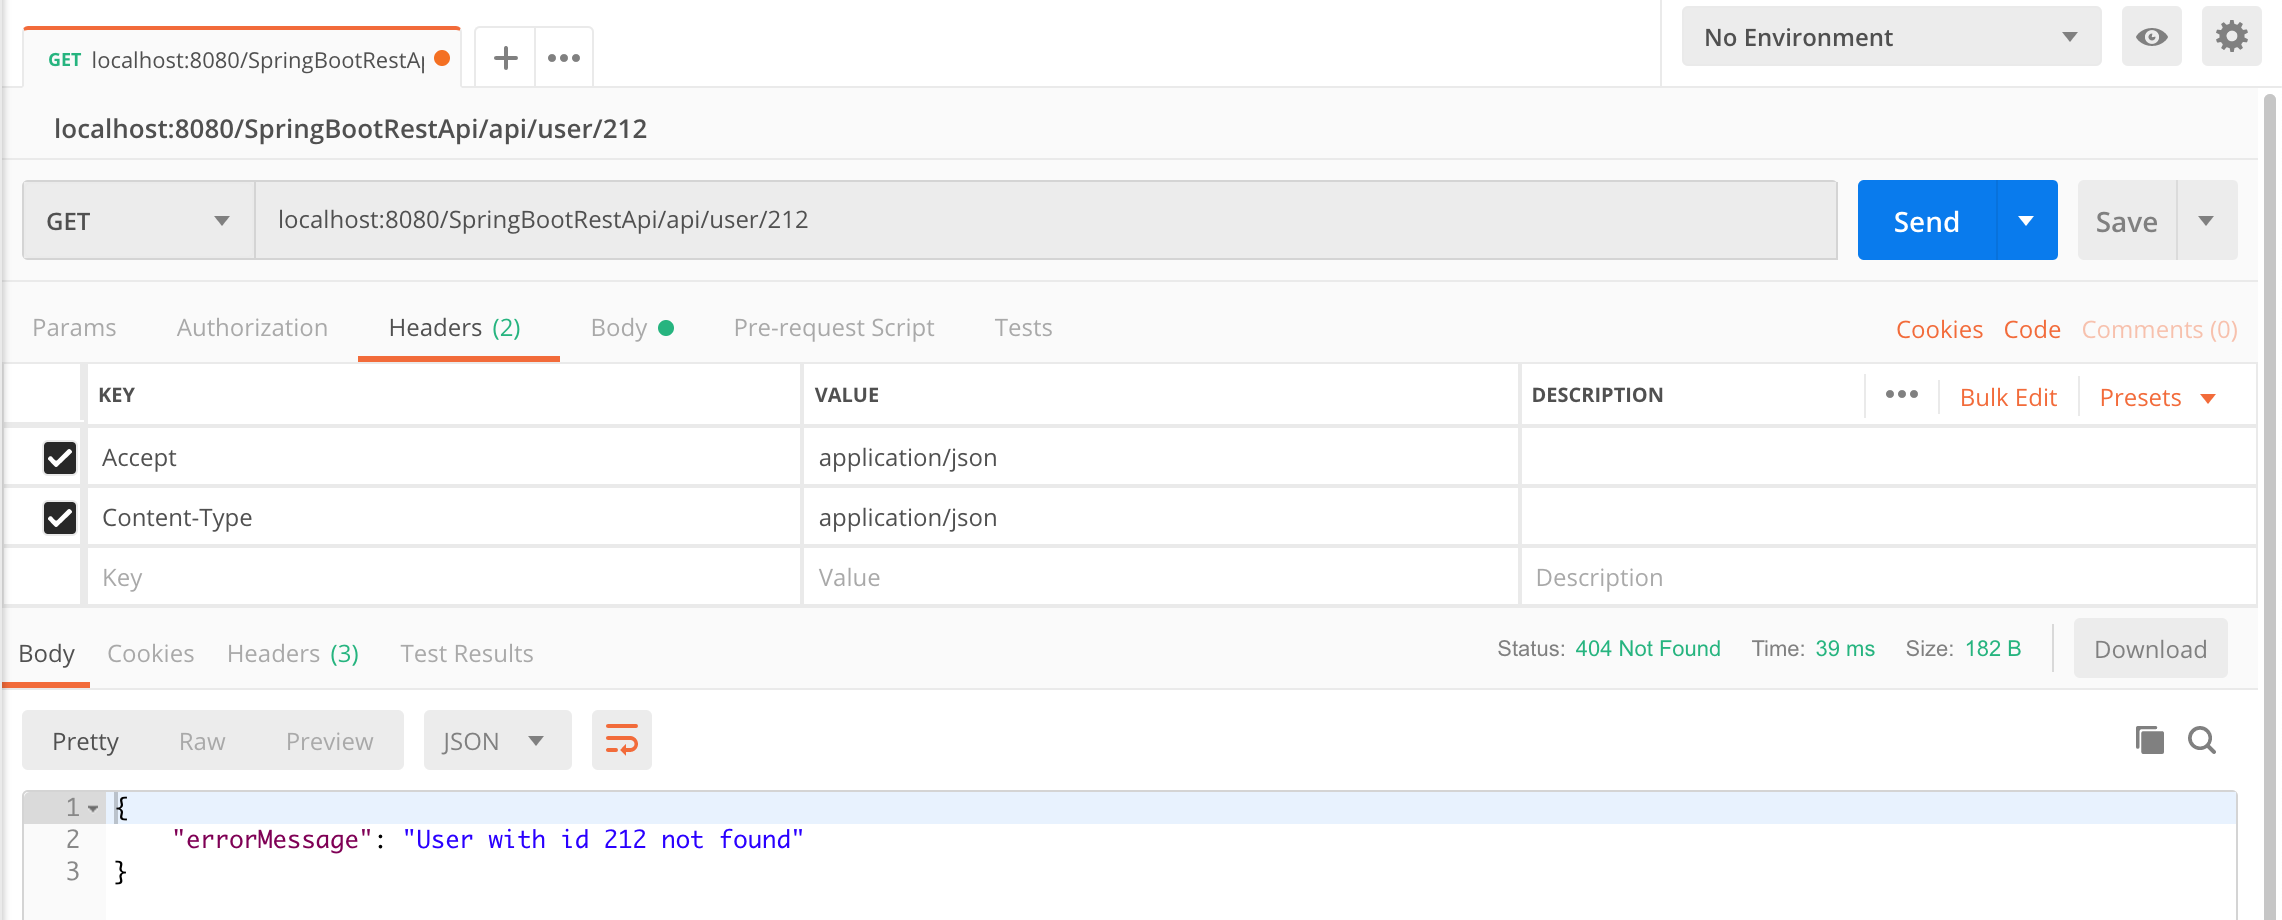 GET localhost:8080/SpringBootRestAp
No Environment
localhost:8080/SpringBootRestApi/api/user/212
GET localhost:8080/SpringBootRestApi/api/user/212 Send Save
Params Authorization Headers (2) Body Pre-request Script Tests Cookies Code Comments (0)
KEY VALUE DESCRIPTION Bulk Edit Presets
Accept application/json
Content-Type application/json
Key Value Description
Body Cookies Headers (3) Test Results Status: 404 Not Found Time: 39 ms Size: 182 B Download
Pretty Raw Preview JSON
1 {
2 "errorMessage": "User with id 212 not found"
3 }